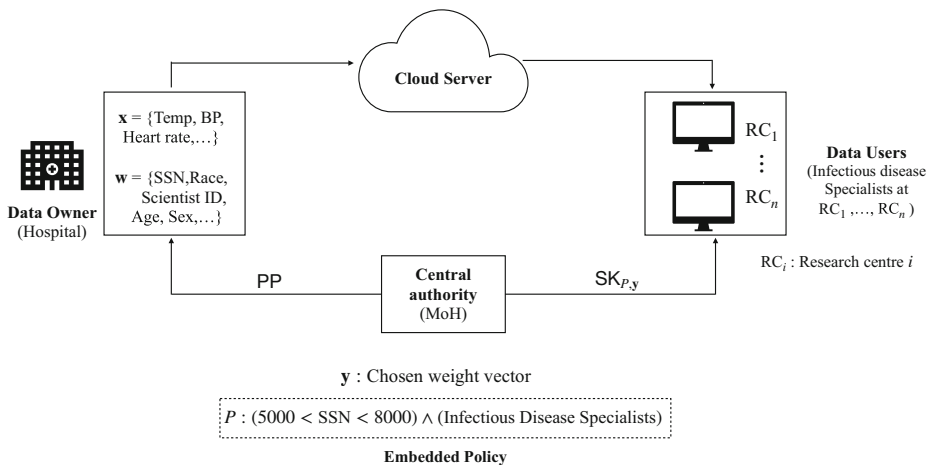 Cloud Server
x = {Temp, BP,
Heart rate,…}
w = {SSN,Race,
Scientist ID,
Age, Sex,…}
Data Owner
(Hospital)
RC1
⋮
RCn
Data Users
(Infectious disease
Specialists at
RC1 ,…, RCn )
RCi : Research centre i
PP
Central
authority
(MoH)
SKP,y
y : Chosen weight vector
P : (5000 < SSN < 8000) ∧ (Infectious Disease Specialists)
Embedded Policy